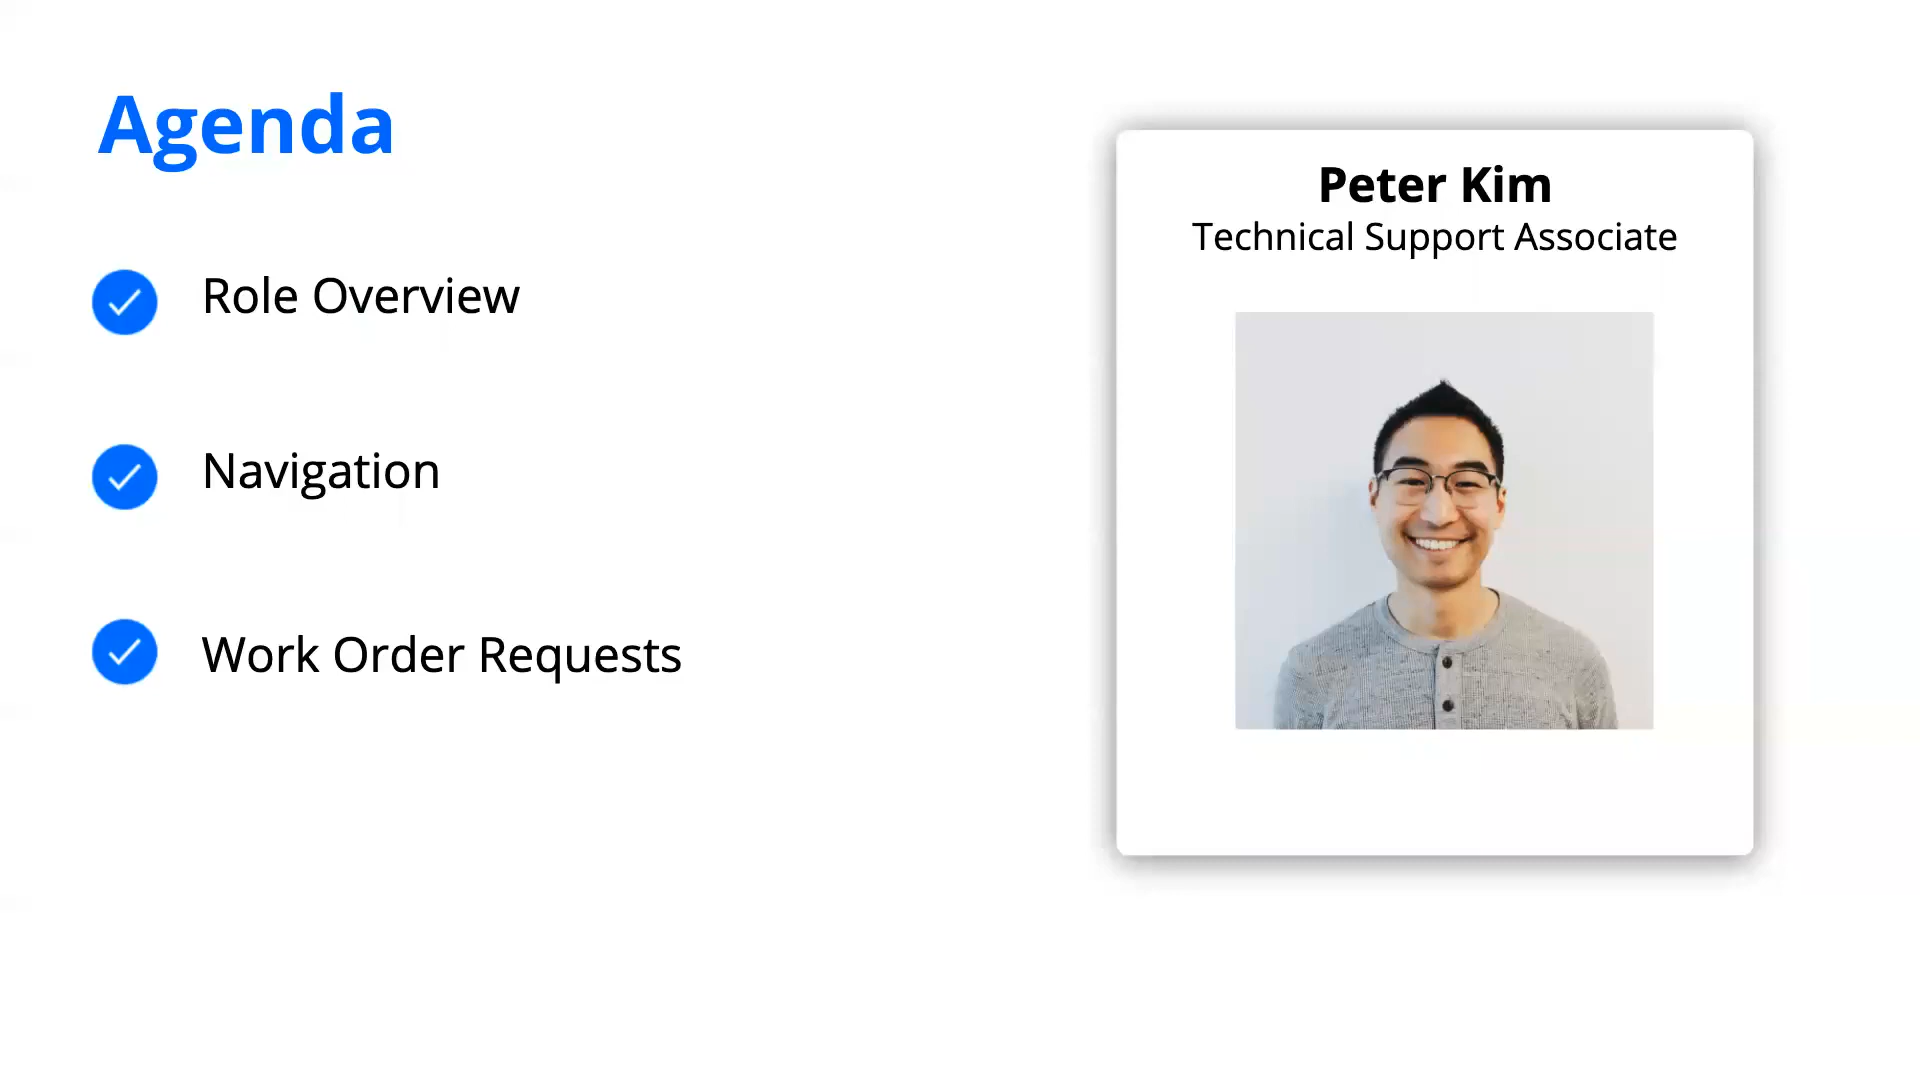 Agenda
Role Overview
Navigation
Work Order Requests
Peter Kim
Technical Support Associate